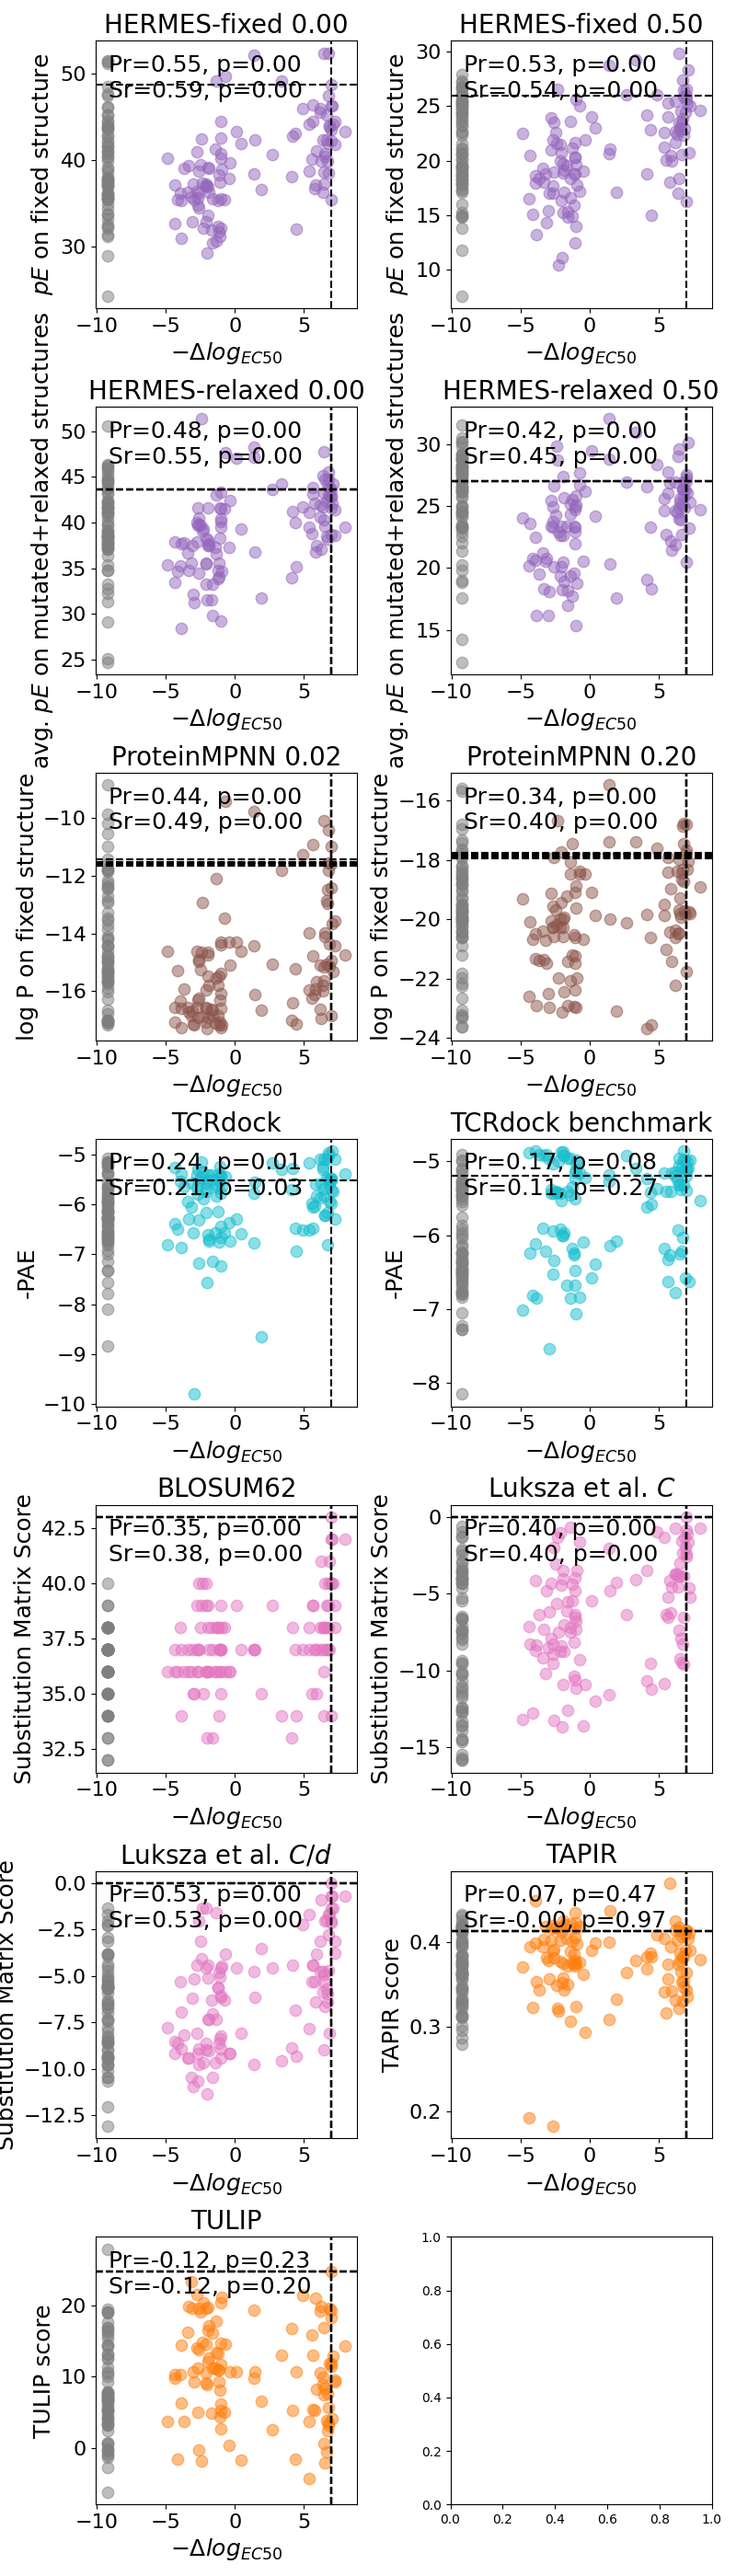 HERMES-fixed 0.00
Pr=0.55, p=0.00
Sr=0.59, p=0.00
pE on fixed structure
50
40
30
−10 −5 0 5
−Δlog_EC50
HERMES-fixed 0.50
Pr=0.53, p=0.00
Sr=0.54, p=0.00
pE on fixed structure
30
25
20
15
10
−10 −5 0 5
−Δlog_EC50
HERMES-relaxed 0.00
Pr=0.48, p=0.00
Sr=0.55, p=0.00
avg. pE on mutated+relaxed structures
50
45
40
35
30
25
−10 −5 0 5
−Δlog_EC50
HERMES-relaxed 0.50
Pr=0.42, p=0.00
Sr=0.45, p=0.00
avg. pE on mutated+relaxed structures
30
25
20
15
−10 −5 0 5
−Δlog_EC50
ProteinMPNN 0.02
Pr=0.44, p=0.00
Sr=0.49, p=0.00
log P on fixed structure
−10
−12
−14
−16
−10 −5 0 5
−Δlog_EC50
ProteinMPNN 0.20
Pr=0.34, p=0.00
Sr=0.40, p=0.00
log P on fixed structure
−16
−18
−20
−22
−24
−10 −5 0 5
−Δlog_EC50
TCRdock
Pr=0.24, p=0.01
Sr=0.21, p=0.03
-PAE
−5
−6
−7
−8
−9
−10
−10 −5 0 5
−Δlog_EC50
TCRdock benchmark
Pr=0.17, p=0.08
Sr=0.11, p=0.27
-PAE
−5
−6
−7
−8
−10 −5 0 5
−Δlog_EC50
BLOSUM62
Pr=0.35, p=0.00
Sr=0.38, p=0.00
Substitution Matrix Score
42.5
40.0
37.5
35.0
32.5
−10 −5 0 5
−Δlog_EC50
Luksza et al. C
Pr=0.40, p=0.00
Sr=0.40, p=0.00
Substitution Matrix Score
0
−5
−10
−15
−10 −5 0 5
−Δlog_EC50
Luksza et al. C/d
Pr=0.53, p=0.00
Sr=0.53, p=0.00
Substitution Matrix Score
0.0
−2.5
−5.0
−7.5
−10.0
−12.5
−10 −5 0 5
−Δlog_EC50
TAPIR
Pr=0.07, p=0.47
Sr=-0.00, p=0.97
TAPIR score
0.4
0.3
0.2
−10 −5 0 5
−Δlog_EC50
TULIP
Pr=-0.12, p=0.23
Sr=-0.12, p=0.20
TULIP score
20
10
0
−10 −5 0 5
−Δlog_EC50
1.0
0.8
0.6
0.4
0.2
0.0
0.0 0.2 0.4 0.6 0.8 1.0